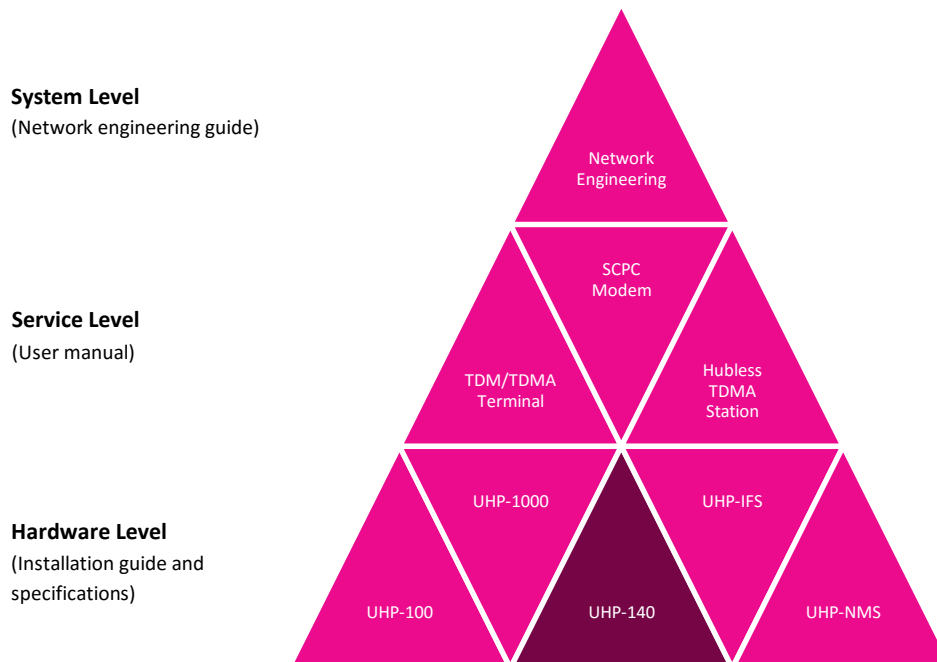 System Level
(Network engineering guide)
Network
Engineering
Service Level
(User manual)
SCPC
Modem
TDM/TDMA
Terminal
Hubless
TDMA
Station
Hardware Level
(Installation guide and
specifications)
UHP-1000
UHP-IFS
UHP-100
UHP-140
UHP-NMS